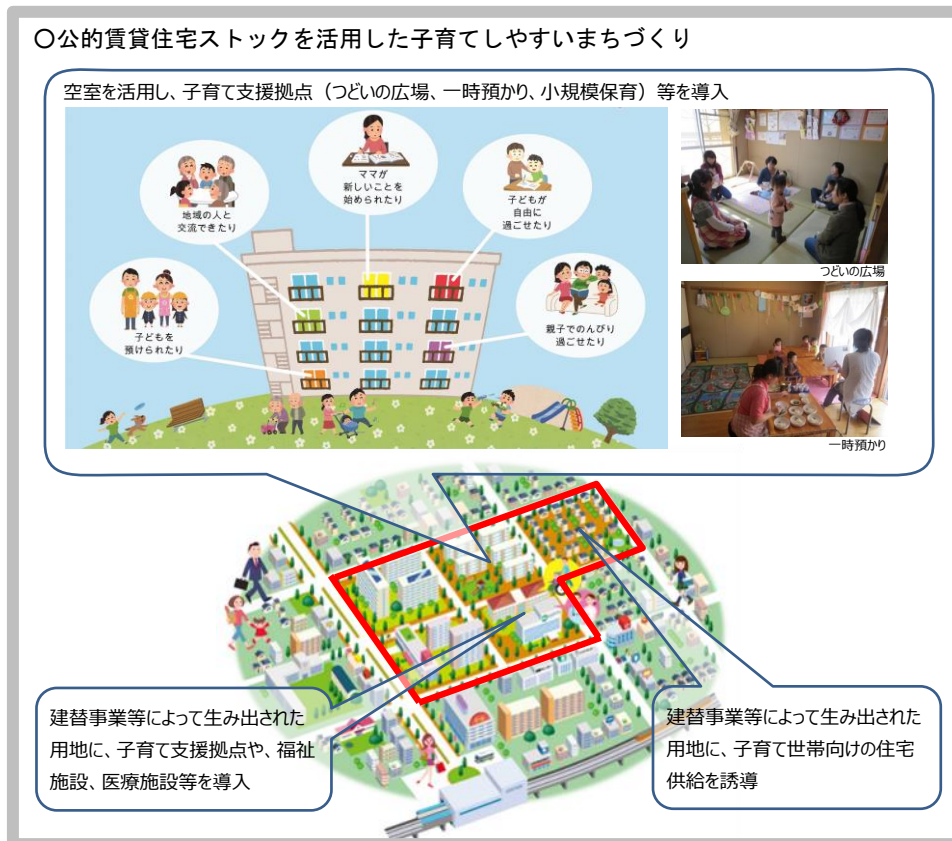 〇公的賃貸住宅ストックを活用した子育てしやすいまちづくり
空室を活用し、子育て支援拠点（つどいの広場、一時預かり、小規模保育）等を導入
ママが
新しいことを
始められたり
地域の人と
交流できたり
子どもが
自由に
過ごせたり
子どもを
預けられたり
親子でのんびり
過ごせたり
つどいの広場
一時預かり
建替事業等によって生み出された
用地に、子育て支援拠点や、福祉
施設、医療施設等を導入
建替事業等によって生み出された
用地に、子育て世帯向けの住宅
供給を誘導